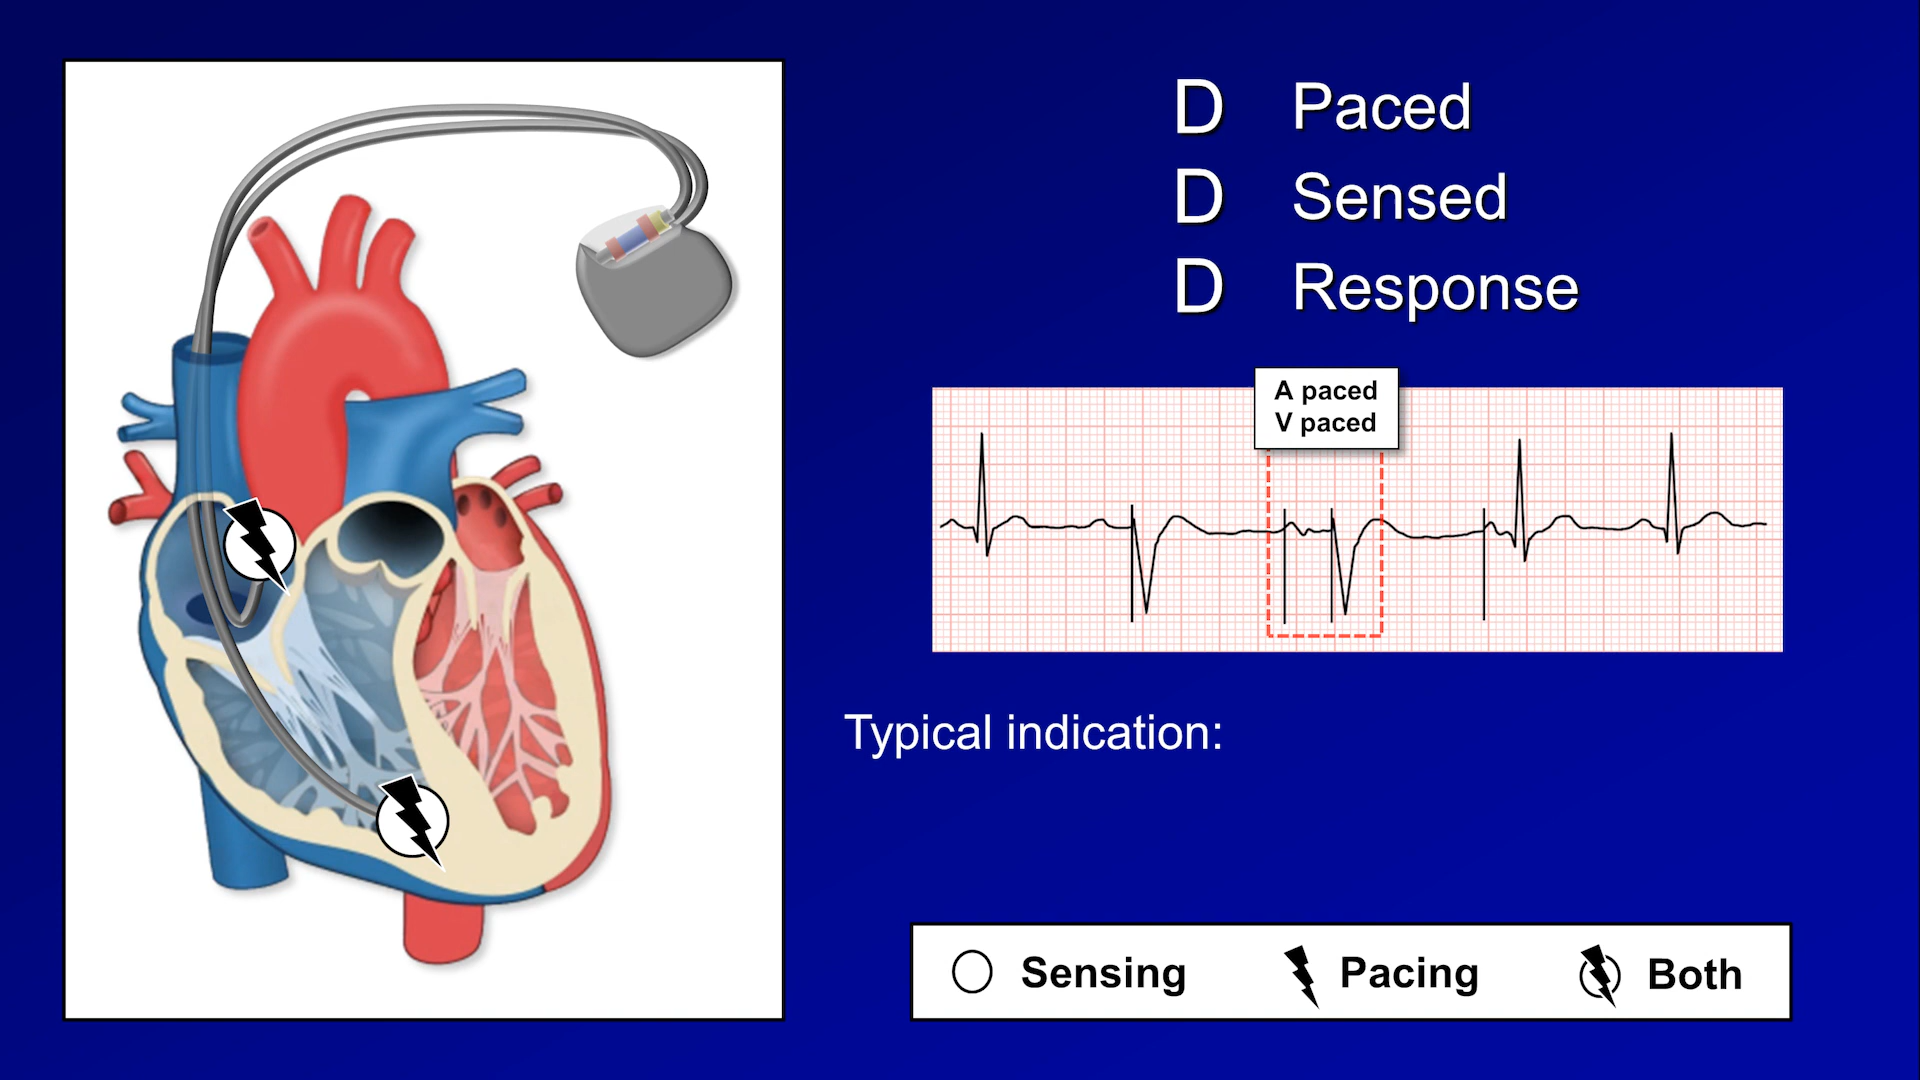 D Paced
D Sensed
D Response
A paced
V paced
Typical indication:
Sensing Pacing Both